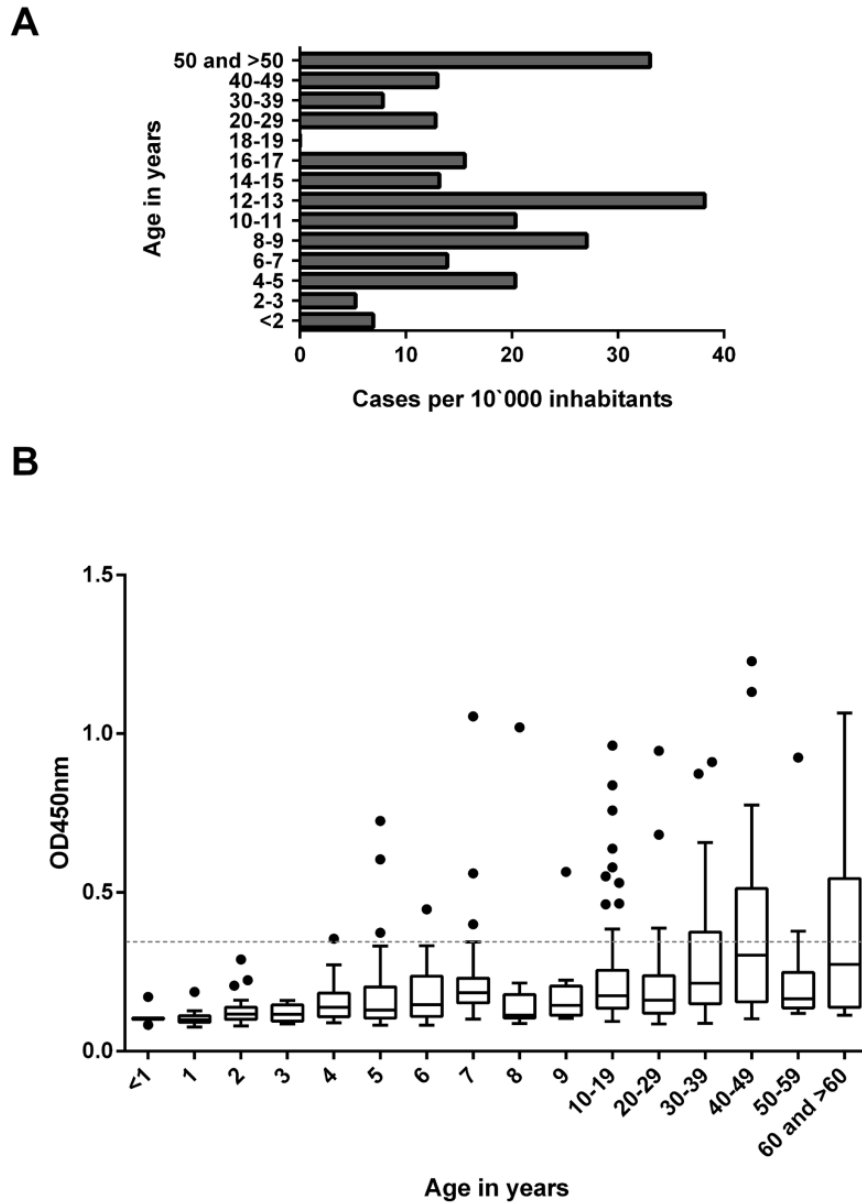 A
50 and >50
40-49
30-39
20-29
18-19
16-17
14-15
12-13
10-11
8-9
6-7
4-5
2-3
<2
Age in years
0 10 20 30 40
Cases per 10`000 inhabitants
B
1.5
1.0
0.5
0.0
OD450nm
<1 1 2 3 4 5 6 7 8 9 10-19 20-29 30-39 40-49 50-59 60 and >60
Age in years